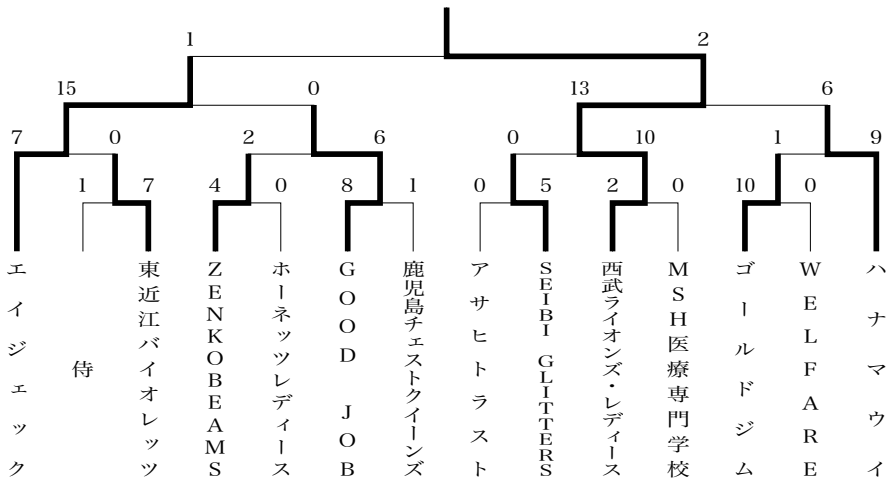 1 2
15 0 13 6
7 0 2 6 0 10 1 9
1 7 4 0 8 1 0 5 2 0 10 0
エイジェック
侍
東近江バイオレッツ
ZENKOBEAMS
ホーネッツレディース
GOOD JOB
鹿児島チェストクイーンズ
アサヒトラスト
SEIBI GLITTERS
西武ライオンズ・レディース
MSH医療専門学校
ゴールドジム
WELFARE
ハナマウイ